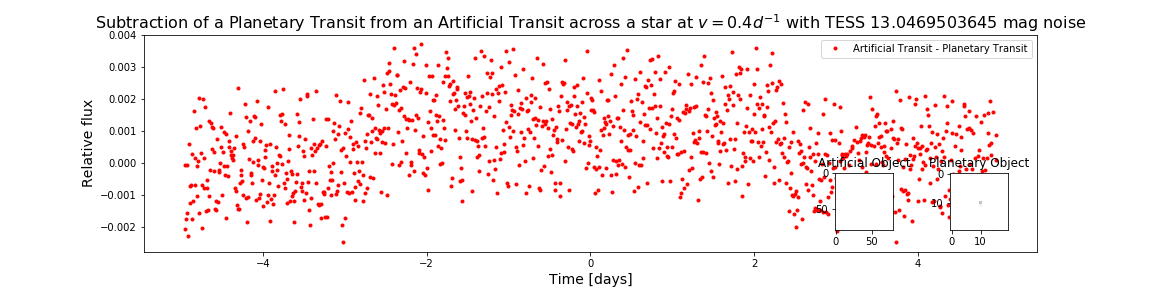 Subtraction of a Planetary Transit from an Artificial Transit across a star at v = 0.4d⁻¹ with TESS 13.0469503645 mag noise
Artificial Transit - Planetary Transit
Relative flux
0.004
0.003
0.002
0.001
0.000
−0.001
−0.002
Artificial Object
0
50
0 50
Planetary Object
0
10
0 10
−4 −2 0 2 4
Time [days]